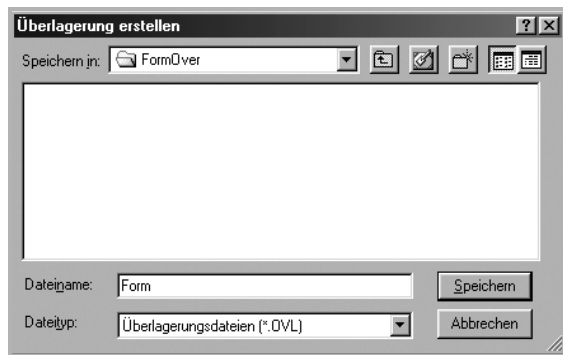 Überlagerung erstellen
Speichern in: FormOver
Dateiname: Form Speichern
Dateityp: Überlagerungsdateien (*.OVL) Abbrechen